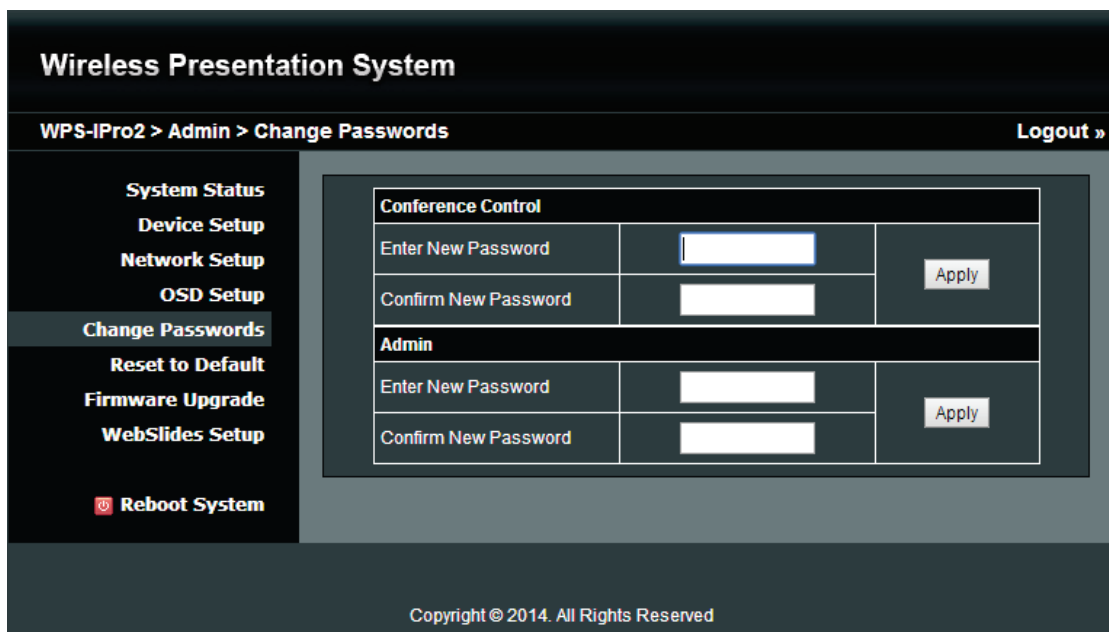 Wireless Presentation System
WPS-IPro2 > Admin > Change Passwords
Logout »
System Status
Device Setup
Network Setup
OSD Setup
Change Passwords
Reset to Default
Firmware Upgrade
WebSlides Setup
Reboot System
Conference Control
Enter New Password
Apply
Confirm New Password
Admin
Enter New Password
Apply
Confirm New Password
Copyright © 2014. All Rights Reserved